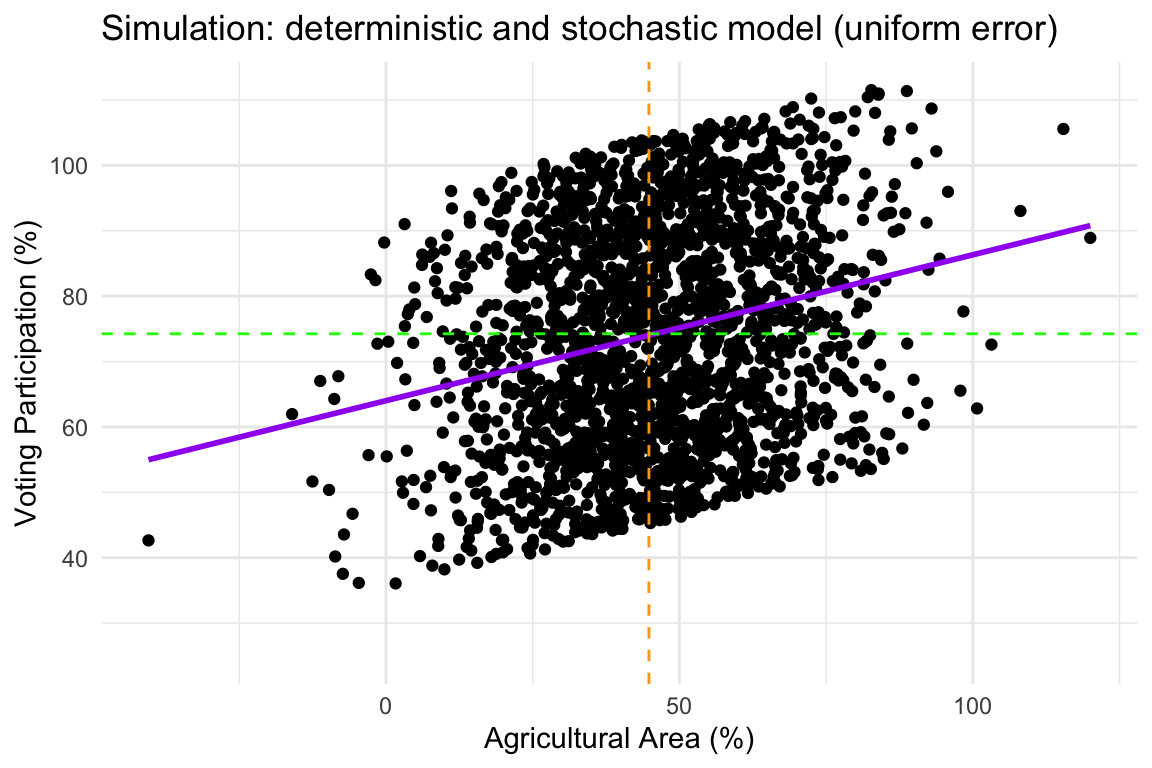 Simulation: deterministic and stochastic model (uniform error)
Voting Participation (%)
100
80
60
40
0
50
100
Agricultural Area (%)